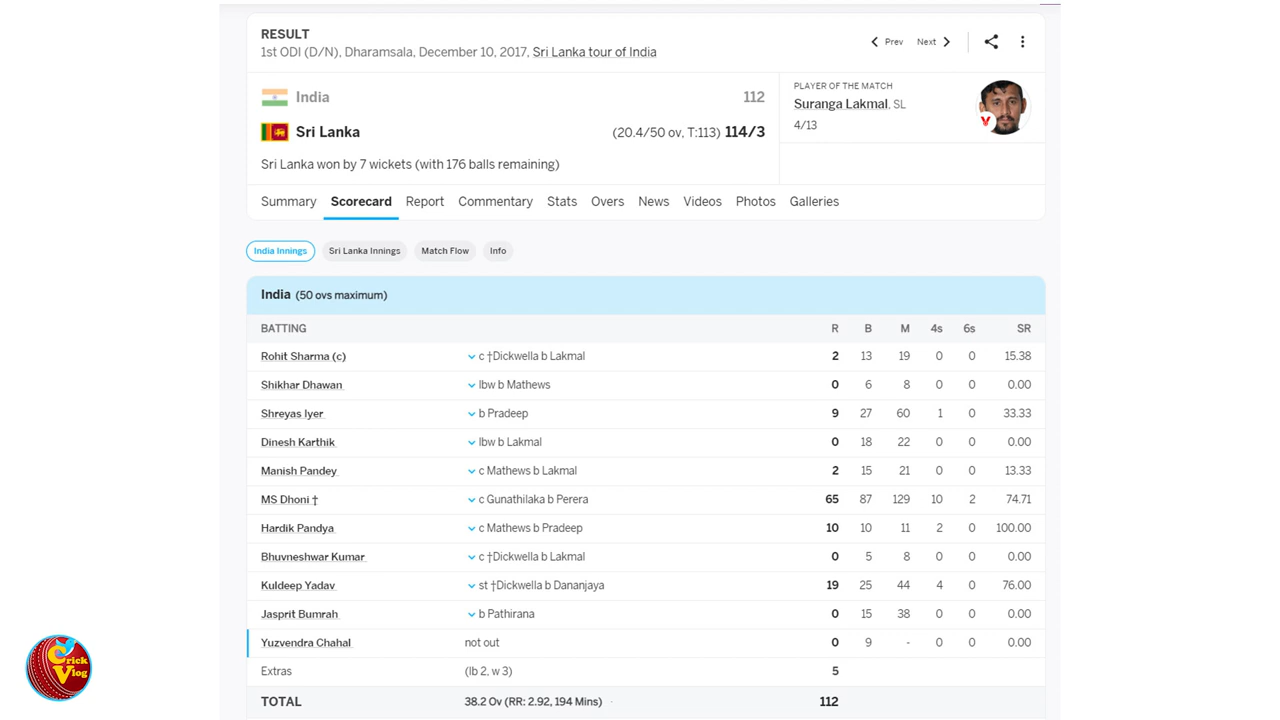 RESULT
1st ODI (D/N), Dharamsala, December 10, 2017, Sri Lanka tour of India
Prev Next
India 112
Sri Lanka (20.4/50 ov, T:113) 114/3
Sri Lanka won by 7 wickets (with 176 balls remaining)
PLAYER OF THE MATCH
Suranga Lakmal, SL
4/13
Summary Scorecard Report Commentary Stats Overs News Videos Photos Galleries
India Innings Sri Lanka Innings Match Flow Info
India (50 ovs maximum)
BATTING R B M 4s 6s SR
Rohit Sharma (c) c †Dickwella b Lakmal 2 13 19 0 0 15.38
Shikhar Dhawan lbw b Mathews 0 6 8 0 0 0.00
Shreyas Iyer b Pradeep 9 27 60 1 0 33.33
Dinesh Karthik lbw b Lakmal 0 18 22 0 0 0.00
Manish Pandey c Mathews b Lakmal 2 15 21 0 0 13.33
MS Dhoni † c Gunathilaka b Perera 65 87 129 10 2 74.71
Hardik Pandya c Mathews b Pradeep 10 10 11 2 0 100.00
Bhuvneshwar Kumar c †Dickwella b Lakmal 0 5 8 0 0 0.00
Kuldeep Yadav st †Dickwella b Dananjaya 19 25 44 4 0 76.00
Jasprit Bumrah b Pathirana 0 15 38 0 0 0.00
Yuzvendra Chahal not out 0 9 - 0 0 0.00
Extras (lb 2, w 3) 5
TOTAL 38.2 Ov (RR: 2.92, 194 Mins) 112
Crick
Vlog